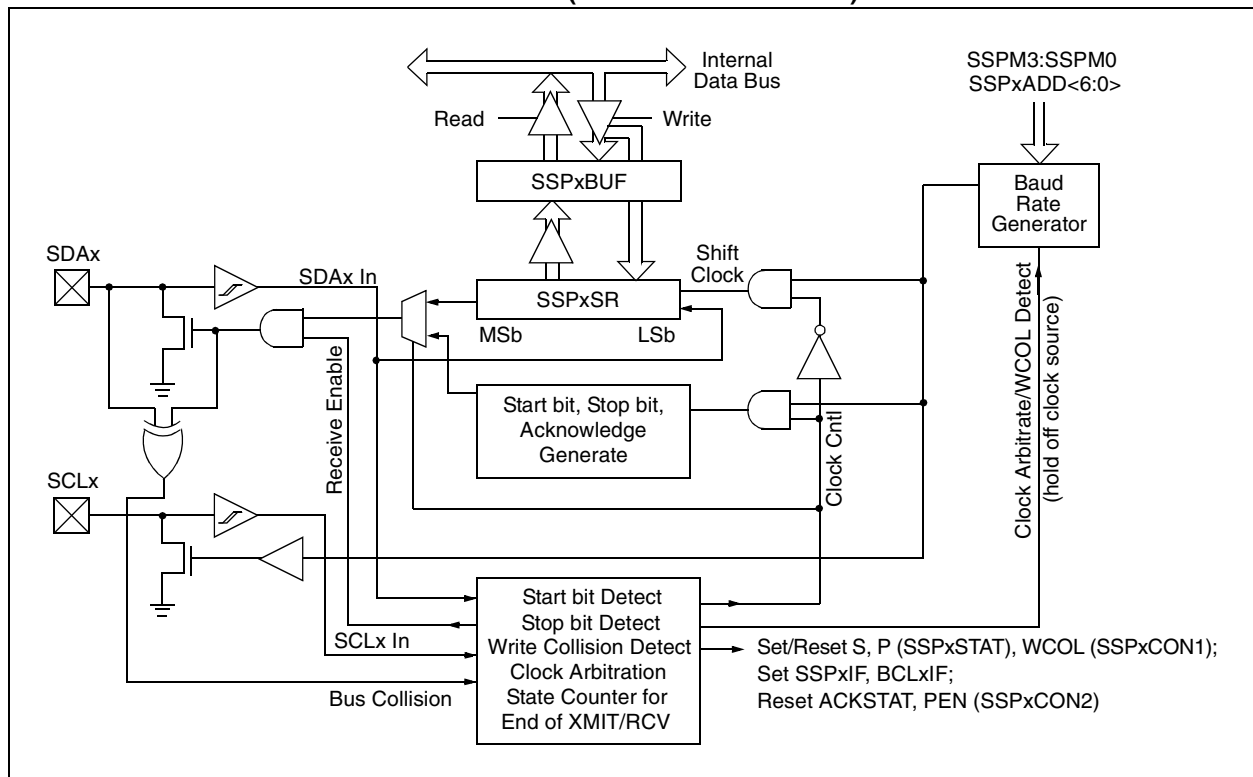 Internal
Data Bus
SSPM3:SSPM0
SSPxADD<6:0>
Read
Write
SSPxBUF
Baud
Rate
Generator
SDAx
SDAx In
Shift
Clock
SSPxSR
MSb
LSb
Receive Enable
Start bit, Stop bit,
Acknowledge
Generate
Clock Cntl
Clock Arbitrate/WCOL Detect
(hold off clock source)
SCLx
SCLx In
Bus Collision
Start bit Detect
Stop bit Detect
Write Collision Detect
Clock Arbitration
State Counter for
End of XMIT/RCV
Set/Reset S, P (SSPxSTAT), WCOL (SSPxCON1);
Set SSPxIF, BCLxIF;
Reset ACKSTAT, PEN (SSPxCON2)